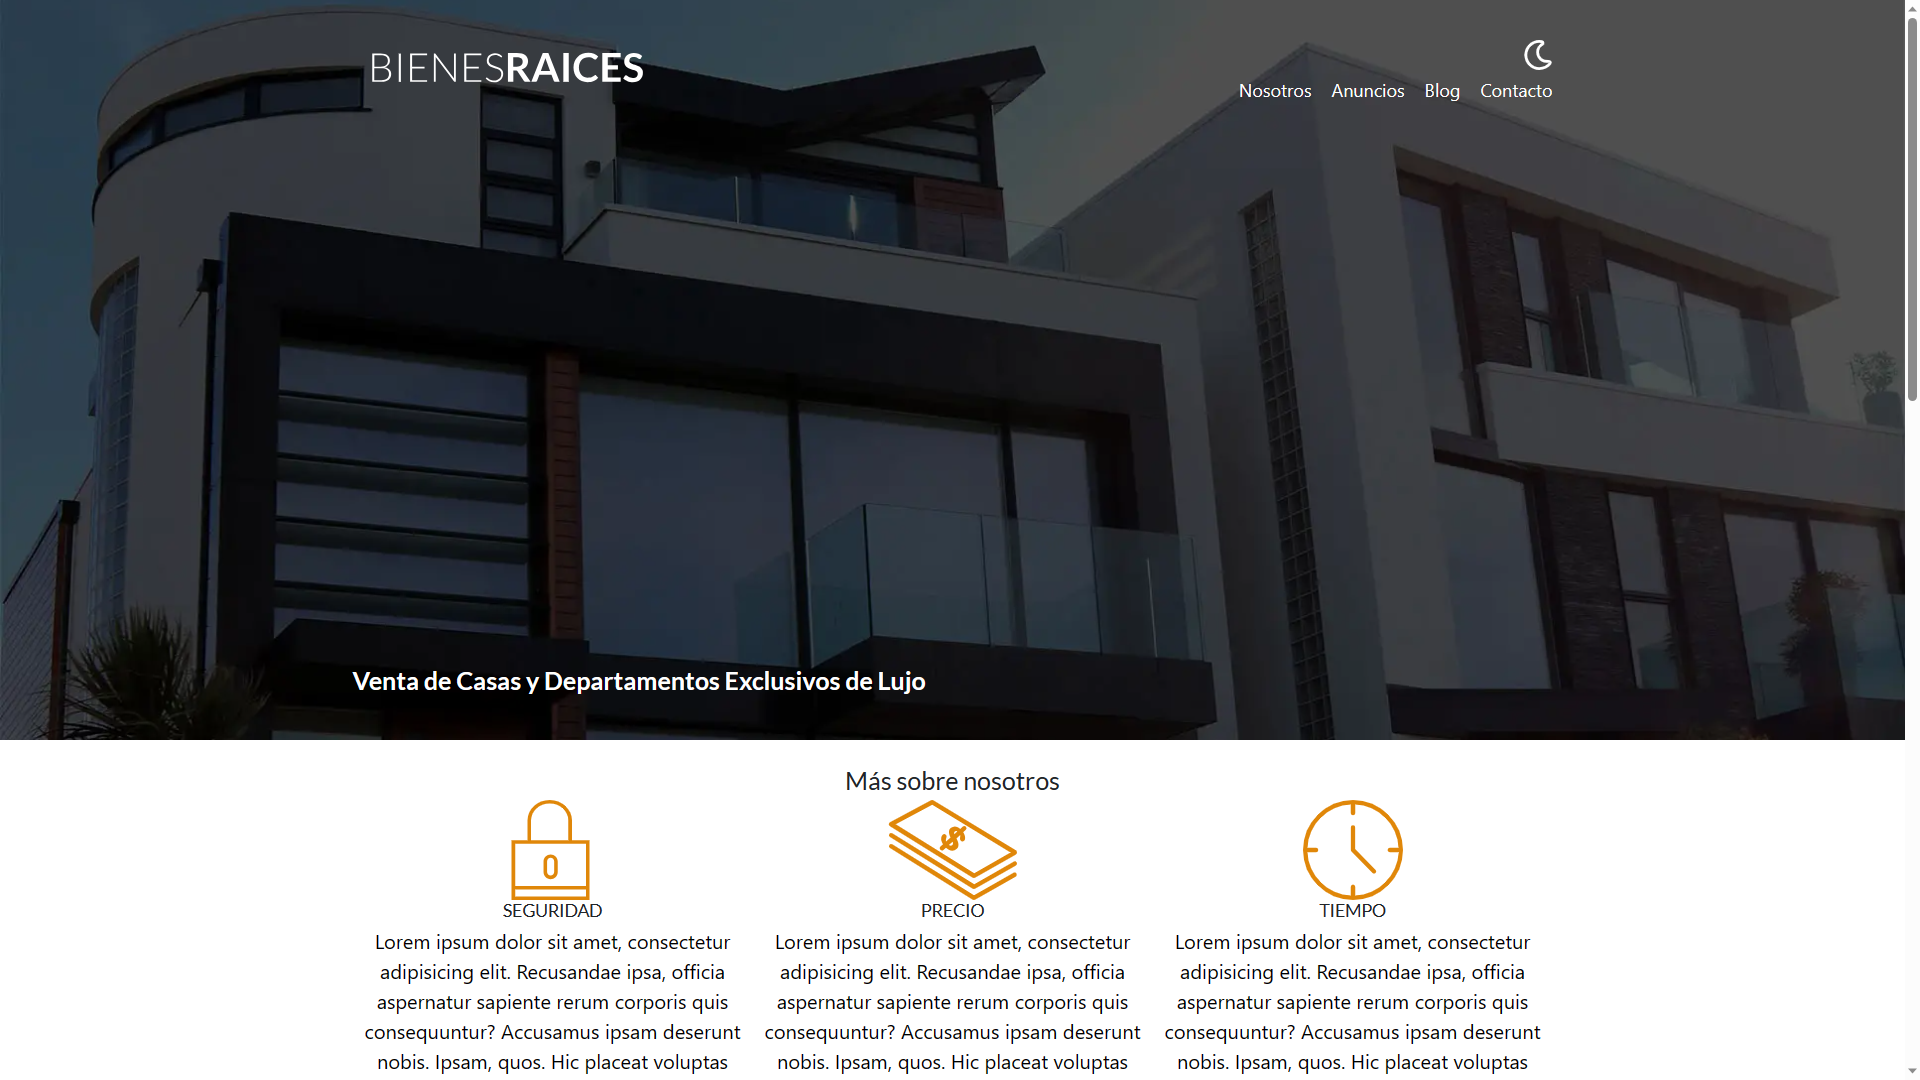 BIENESRAICES
Nosotros Anuncios Blog Contacto
Venta de Casas y Departamentos Exclusivos de Lujo
Más sobre nosotros
SEGURIDAD
Lorem ipsum dolor sit amet, consectetur
adipisicing elit. Recusandae ipsa, officia
aspernatur sapiente rerum corporis quis
consequuntur? Accusamus ipsam deserunt
nobis. Ipsam, quos. Hic placeat voluptas
PRECIO
Lorem ipsum dolor sit amet, consectetur
adipisicing elit. Recusandae ipsa, officia
aspernatur sapiente rerum corporis quis
consequuntur? Accusamus ipsam deserunt
nobis. Ipsam, quos. Hic placeat voluptas
TIEMPO
Lorem ipsum dolor sit amet, consectetur
adipisicing elit. Recusandae ipsa, officia
aspernatur sapiente rerum corporis quis
consequuntur? Accusamus ipsam deserunt
nobis. Ipsam, quos. Hic placeat voluptas